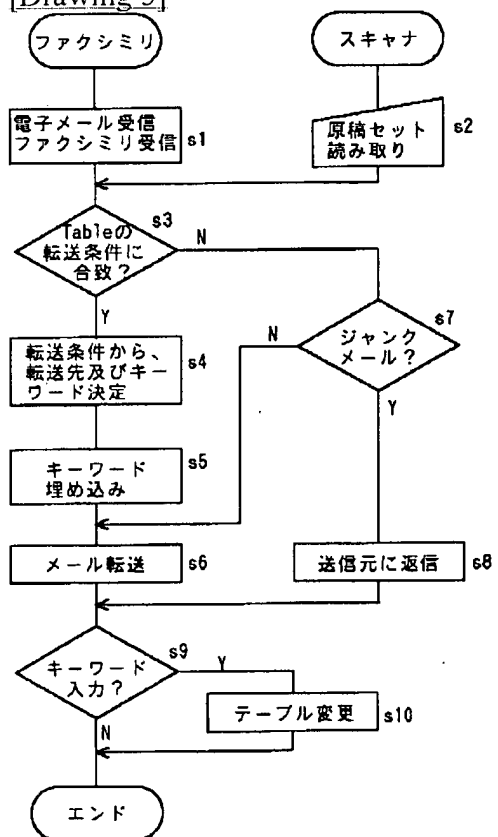 [Drawing 5]
ファクシミリ
スキャナ
電子メール受信
ファクシミリ受信
s1
原稿セット
読み取り
s2
Tableの
転送条件に
合致？
s3
N
Y
転送条件から、
転送先及びキー
ワード決定
s4
ジャンク
メール？
s7
N
Y
キーワード
埋め込み
s5
メール転送
s6
送信元に返信
s8
キーワード
入力？
s9
Y
テーブル変更
s10
N
エンド